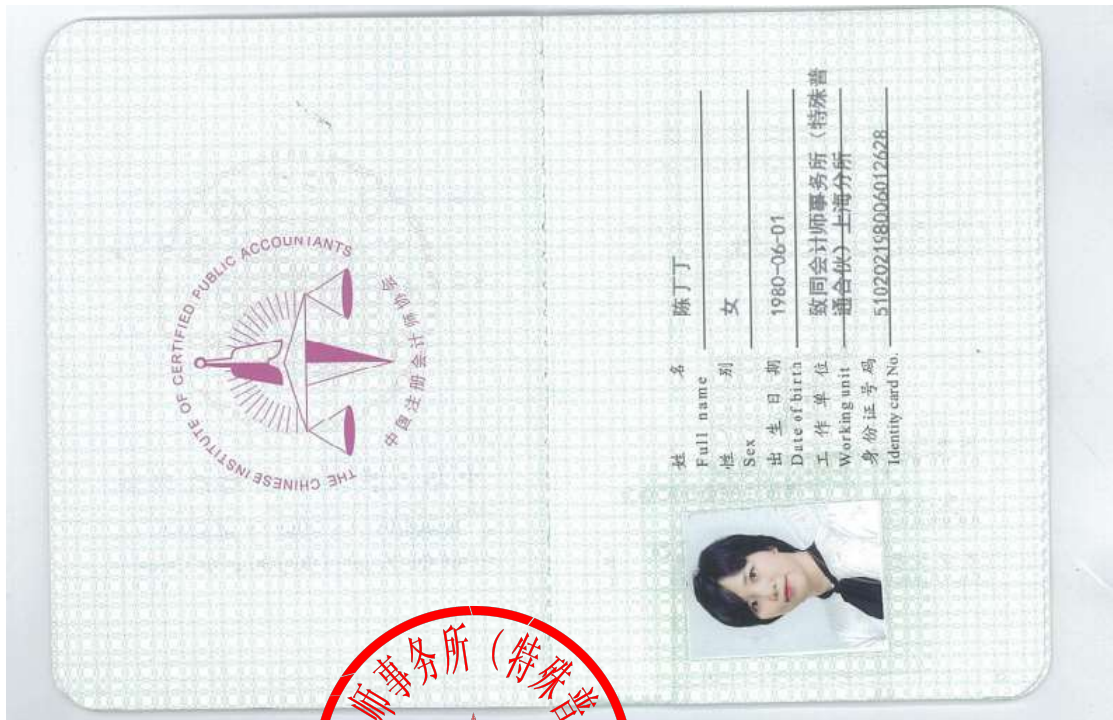 THE CHINESE INSTITUTE OF CERTIFIED PUBLIC ACCOUNTANTS
中国注册会计师协会
姓 名 陈丁丁
Full name
性 别 女
Sex
出 生 日 期 1980-06-01
Date of birth
工 作 单 位 致同会计师事务所（特殊普
Working unit 通合伙）上海分所
身 份 证 号 码 510202198006012628
Identity card No.
师事务所（特殊普